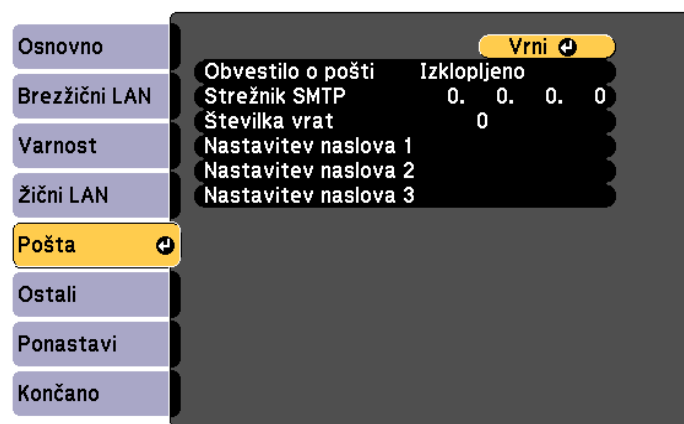 Osnovno
Brezžični LAN
Varnost
Žični LAN
Pošta
Ostali
Ponastavi
Končano
Vrni
Obvestilo o pošti Izklopljeno
Strežnik SMTP 0. 0. 0. 0
Številka vrat 0
Nastavitev naslova 1
Nastavitev naslova 2
Nastavitev naslova 3